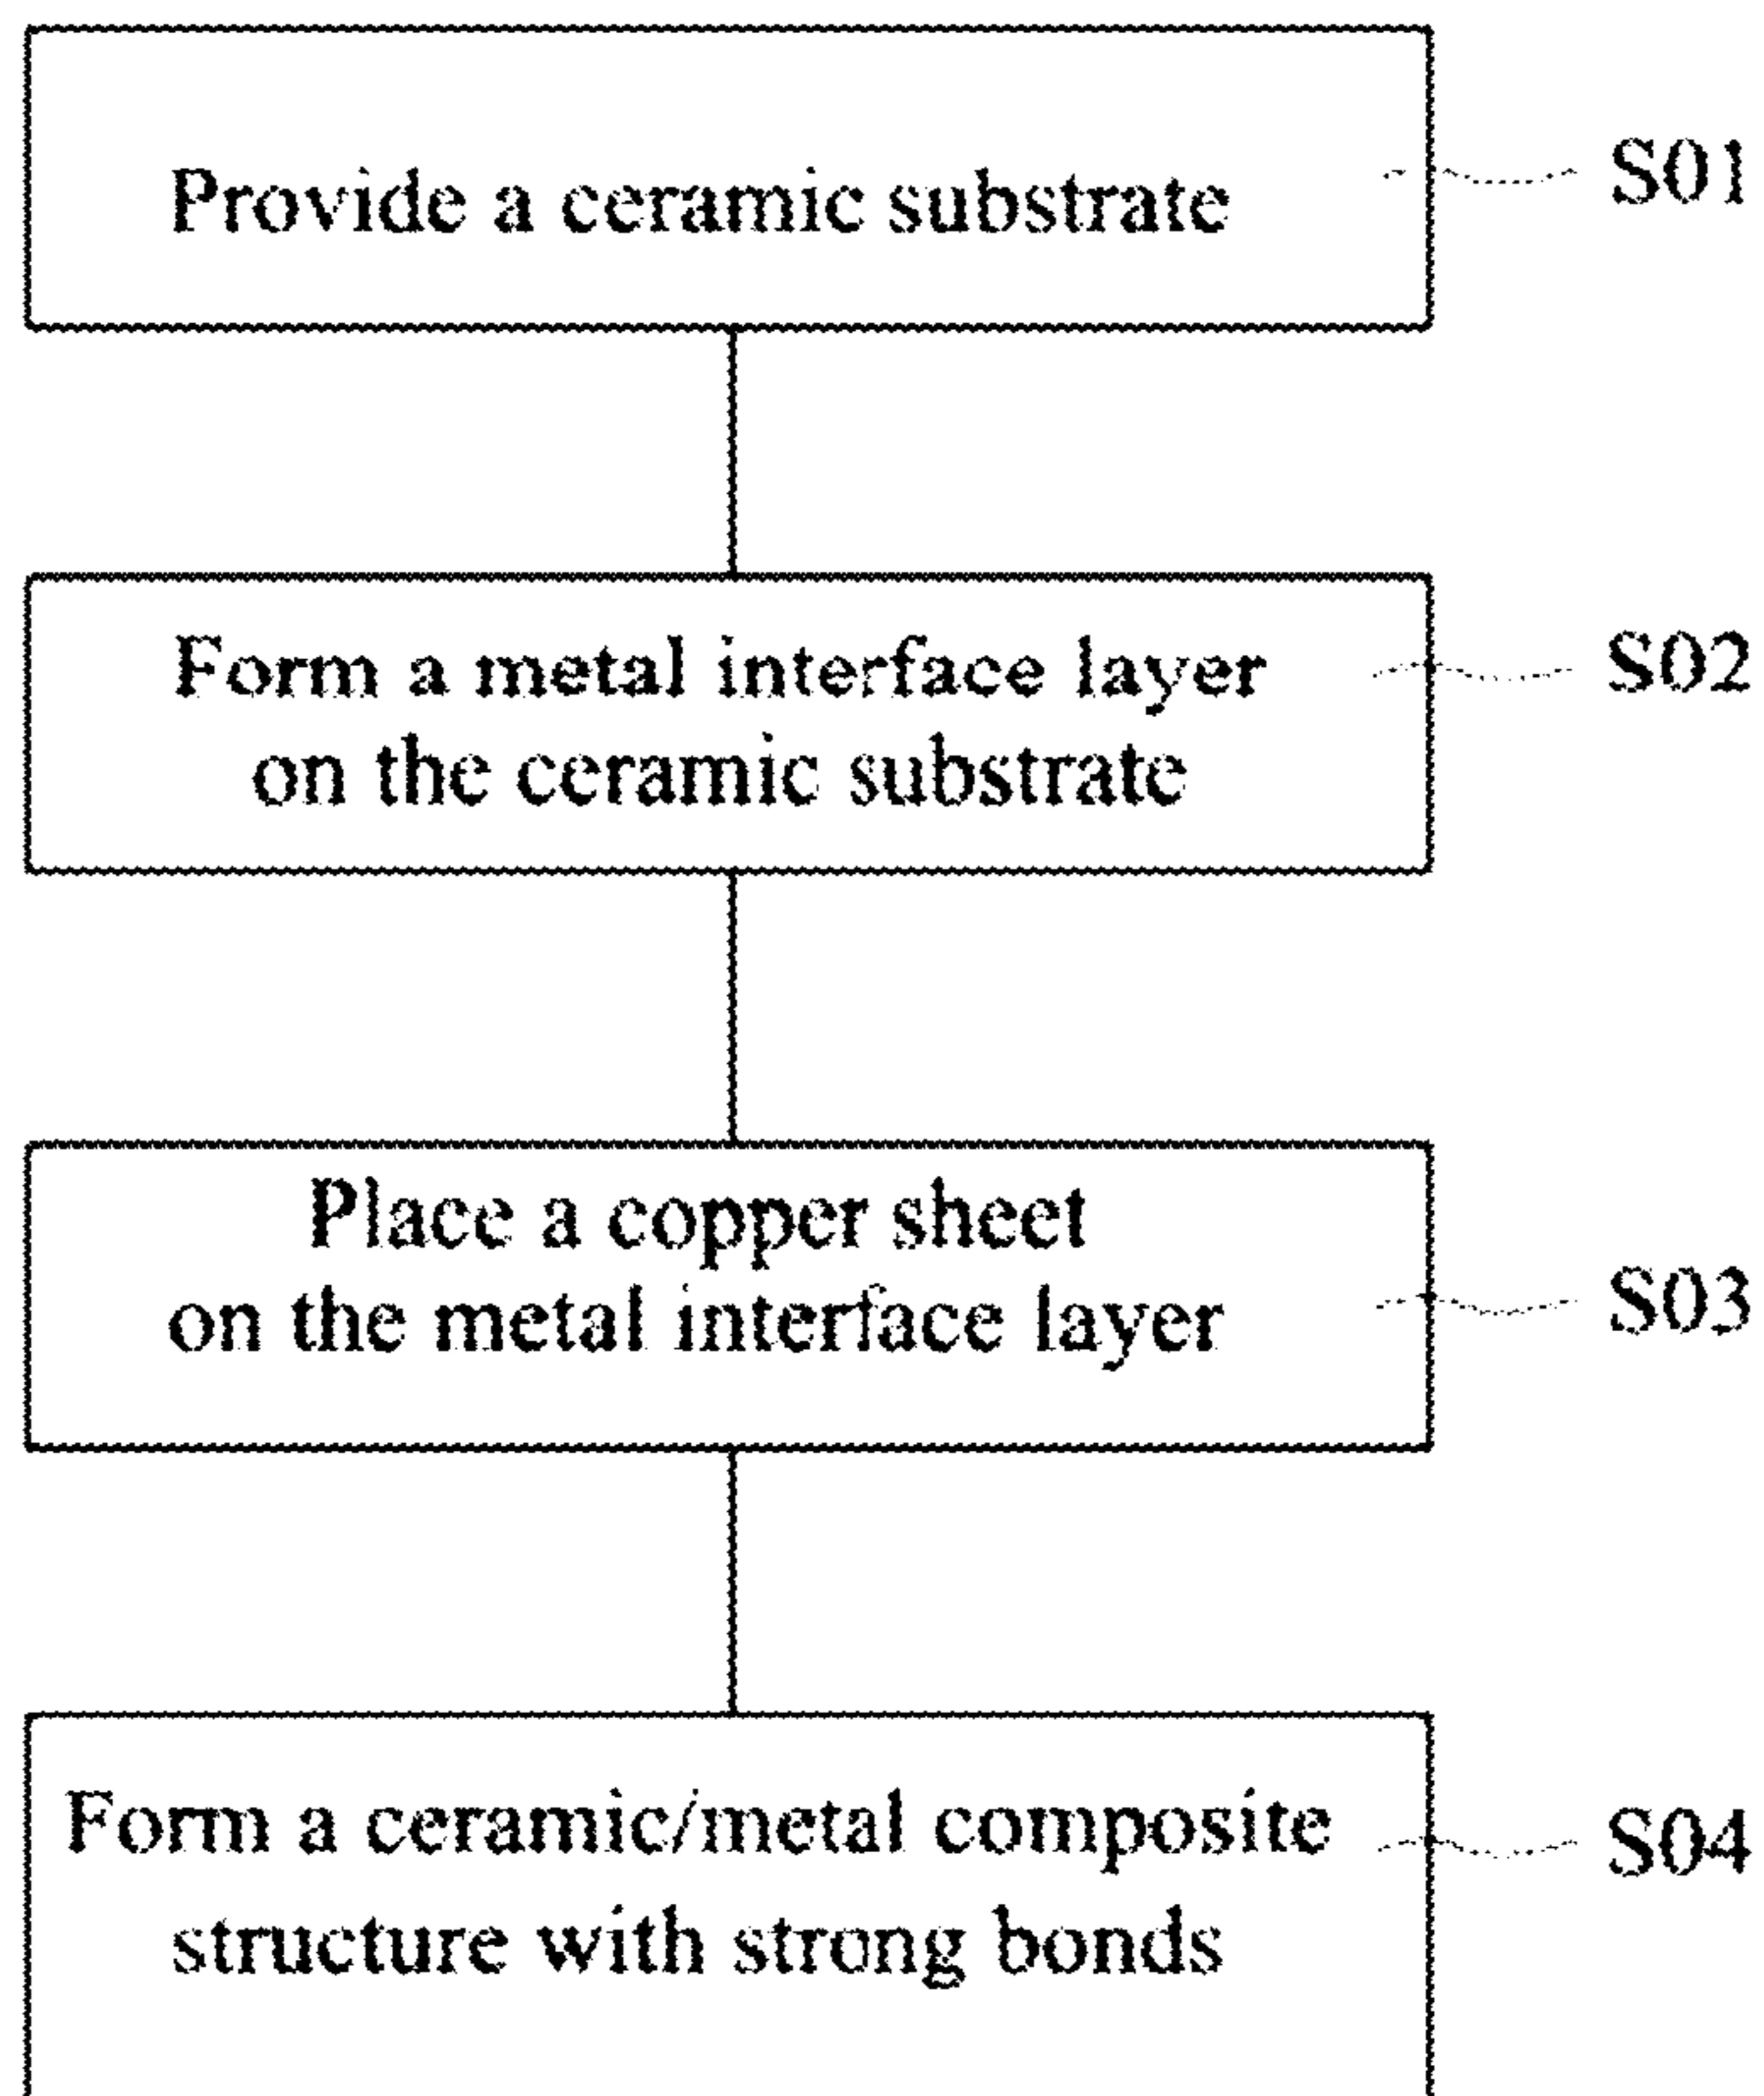 Provide a ceramic substrate
S01
Form a metal interface layer
on the ceramic substrate
S02
Place a copper sheet
on the metal interface layer
S03
Form a ceramic/metal composite
structure with strong bonds
S04